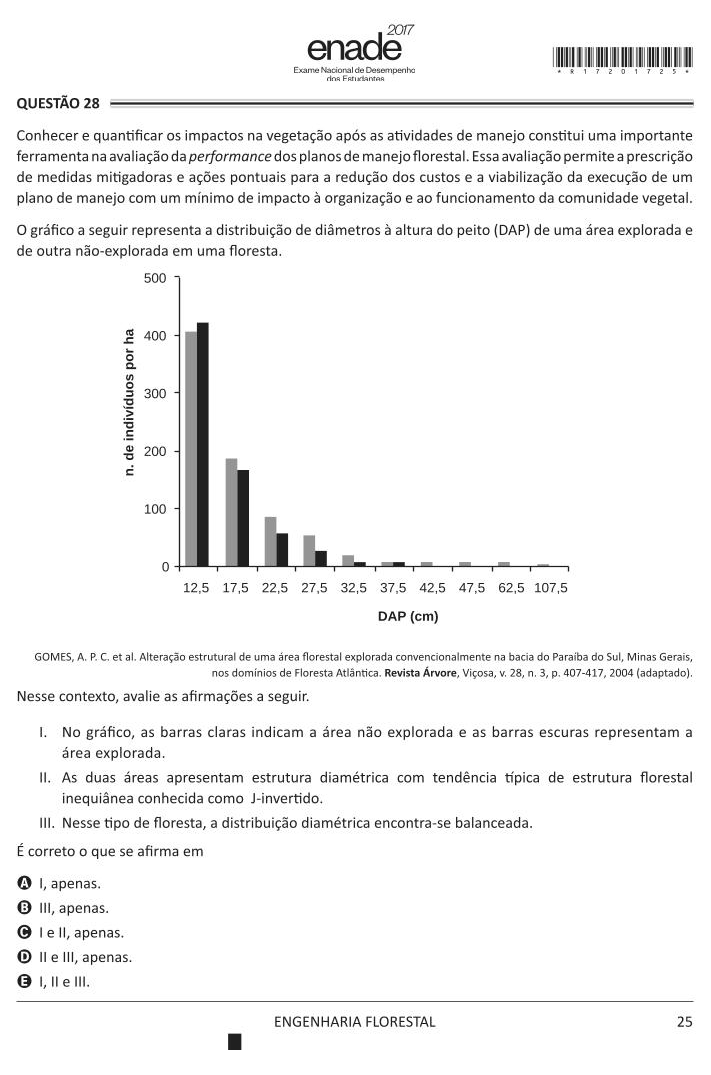 2017
enade
Exame Nacional de Desempenho
dos Estudantes
* R 1 7 2 0 1 7 2 5 *
QUESTÃO 28
Conhecer e quantificar os impactos na vegetação após as atividades de manejo constitui uma importante
ferramenta na avaliação da performance dos planos de manejo florestal. Essa avaliação permite a prescrição
de medidas mitigadoras e ações pontuais para a redução dos custos e a viabilização da execução de um
plano de manejo com um mínimo de impacto à organização e ao funcionamento da comunidade vegetal.
O gráfico a seguir representa a distribuição de diâmetros à altura do peito (DAP) de uma área explorada e
de outra não-explorada em uma floresta.
n. de indivíduos por ha
500
400
300
200
100
0
12,5 17,5 22,5 27,5 32,5 37,5 42,5 47,5 62,5 107,5
DAP (cm)
GOMES, A. P. C. et al. Alteração estrutural de uma área florestal explorada convencionalmente na bacia do Paraíba do Sul, Minas Gerais,
nos domínios de Floresta Atlântica. Revista Árvore, Viçosa, v. 28, n. 3, p. 407-417, 2004 (adaptado).
Nesse contexto, avalie as afirmações a seguir.
I. No gráfico, as barras claras indicam a área não explorada e as barras escuras representam a
área explorada.
II. As duas áreas apresentam estrutura diamétrica com tendência típica de estrutura florestal
inequiânea conhecida como J-invertido.
III. Nesse tipo de floresta, a distribuição diamétrica encontra-se balanceada.
É correto o que se afirma em
A I, apenas.
B III, apenas.
C I e II, apenas.
D II e III, apenas.
E I, II e III.
ENGENHARIA FLORESTAL
25